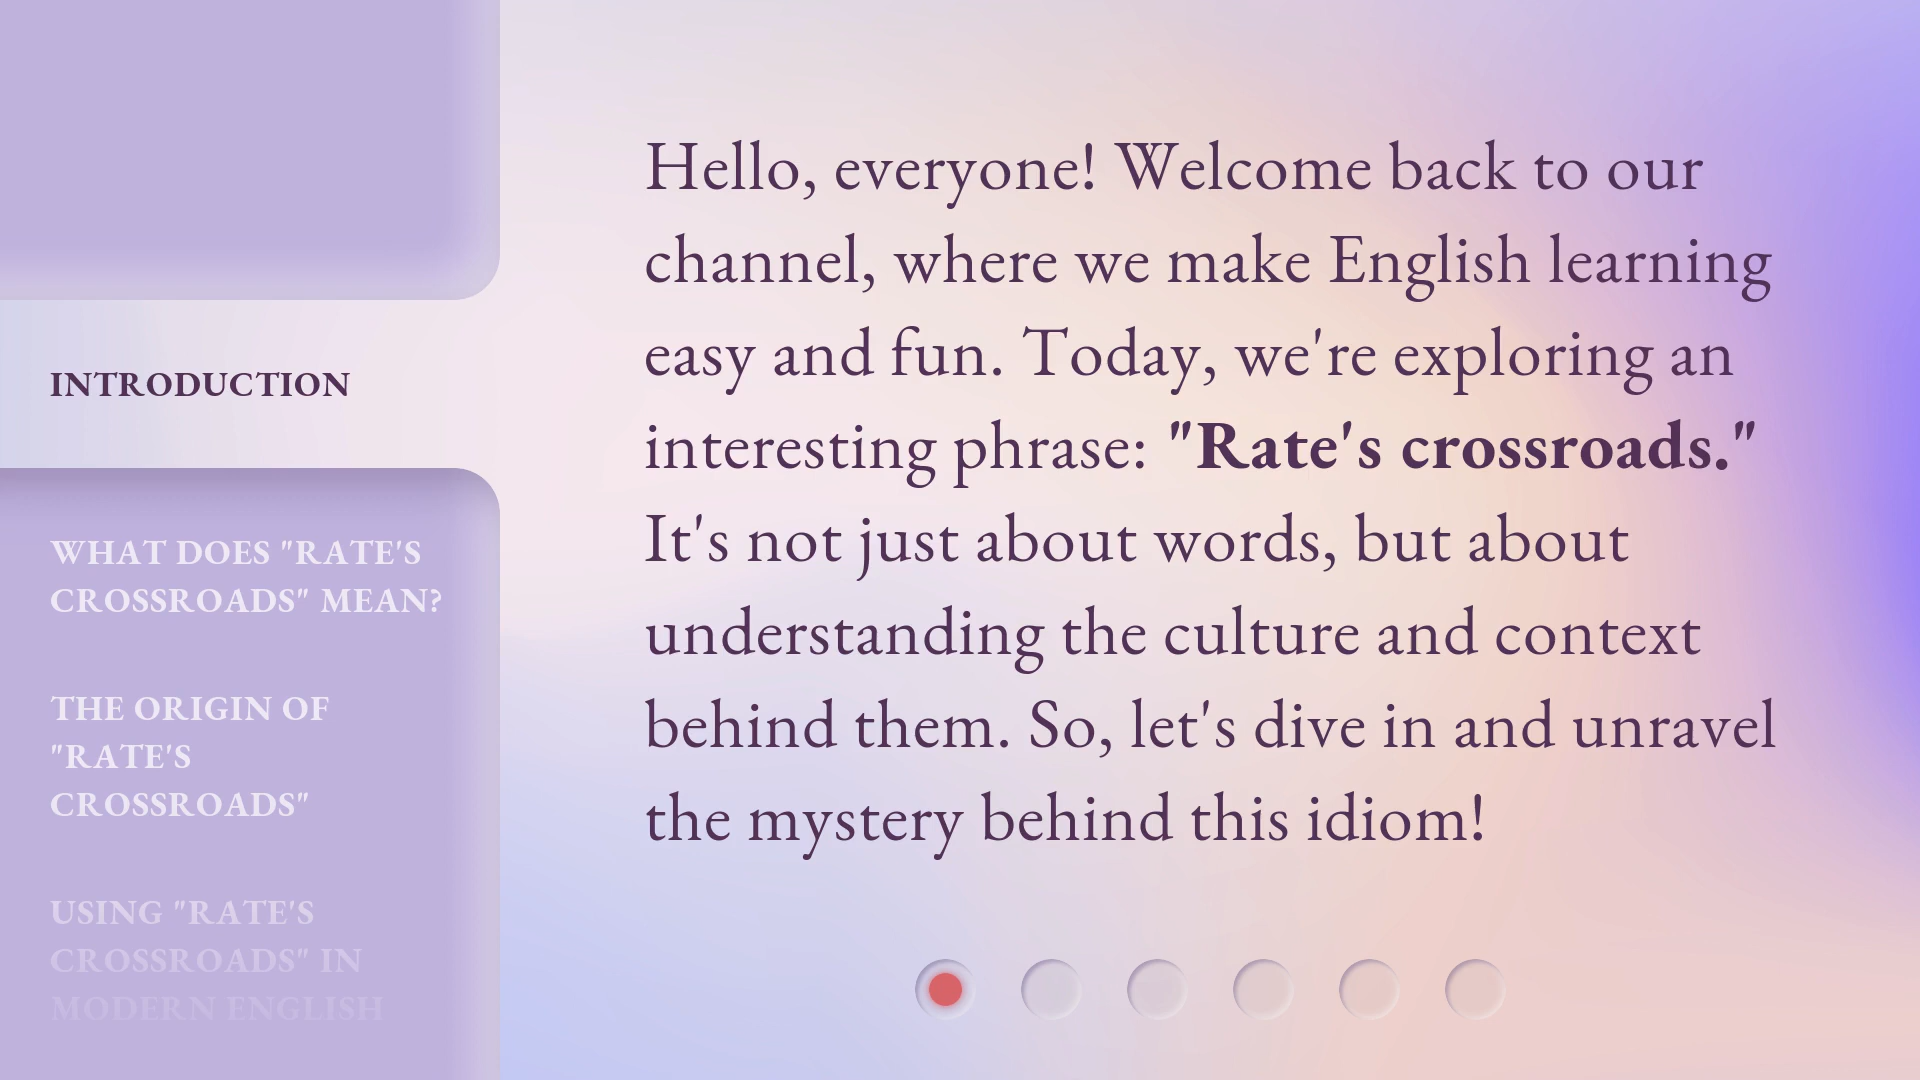 INTRODUCTION
WHAT DOES "RATE'S
CROSSROADS" MEAN?
THE ORIGIN OF
"RATE'S
CROSSROADS"
USING "RATE'S
CROSSROADS" IN
MODERN ENGLISH
Hello, everyone! Welcome back to our
channel, where we make English learning
easy and fun. Today, we're exploring an
interesting phrase: "Rate's crossroads."
It's not just about words, but about
understanding the culture and context
behind them. So, let's dive in and unravel
the mystery behind this idiom!